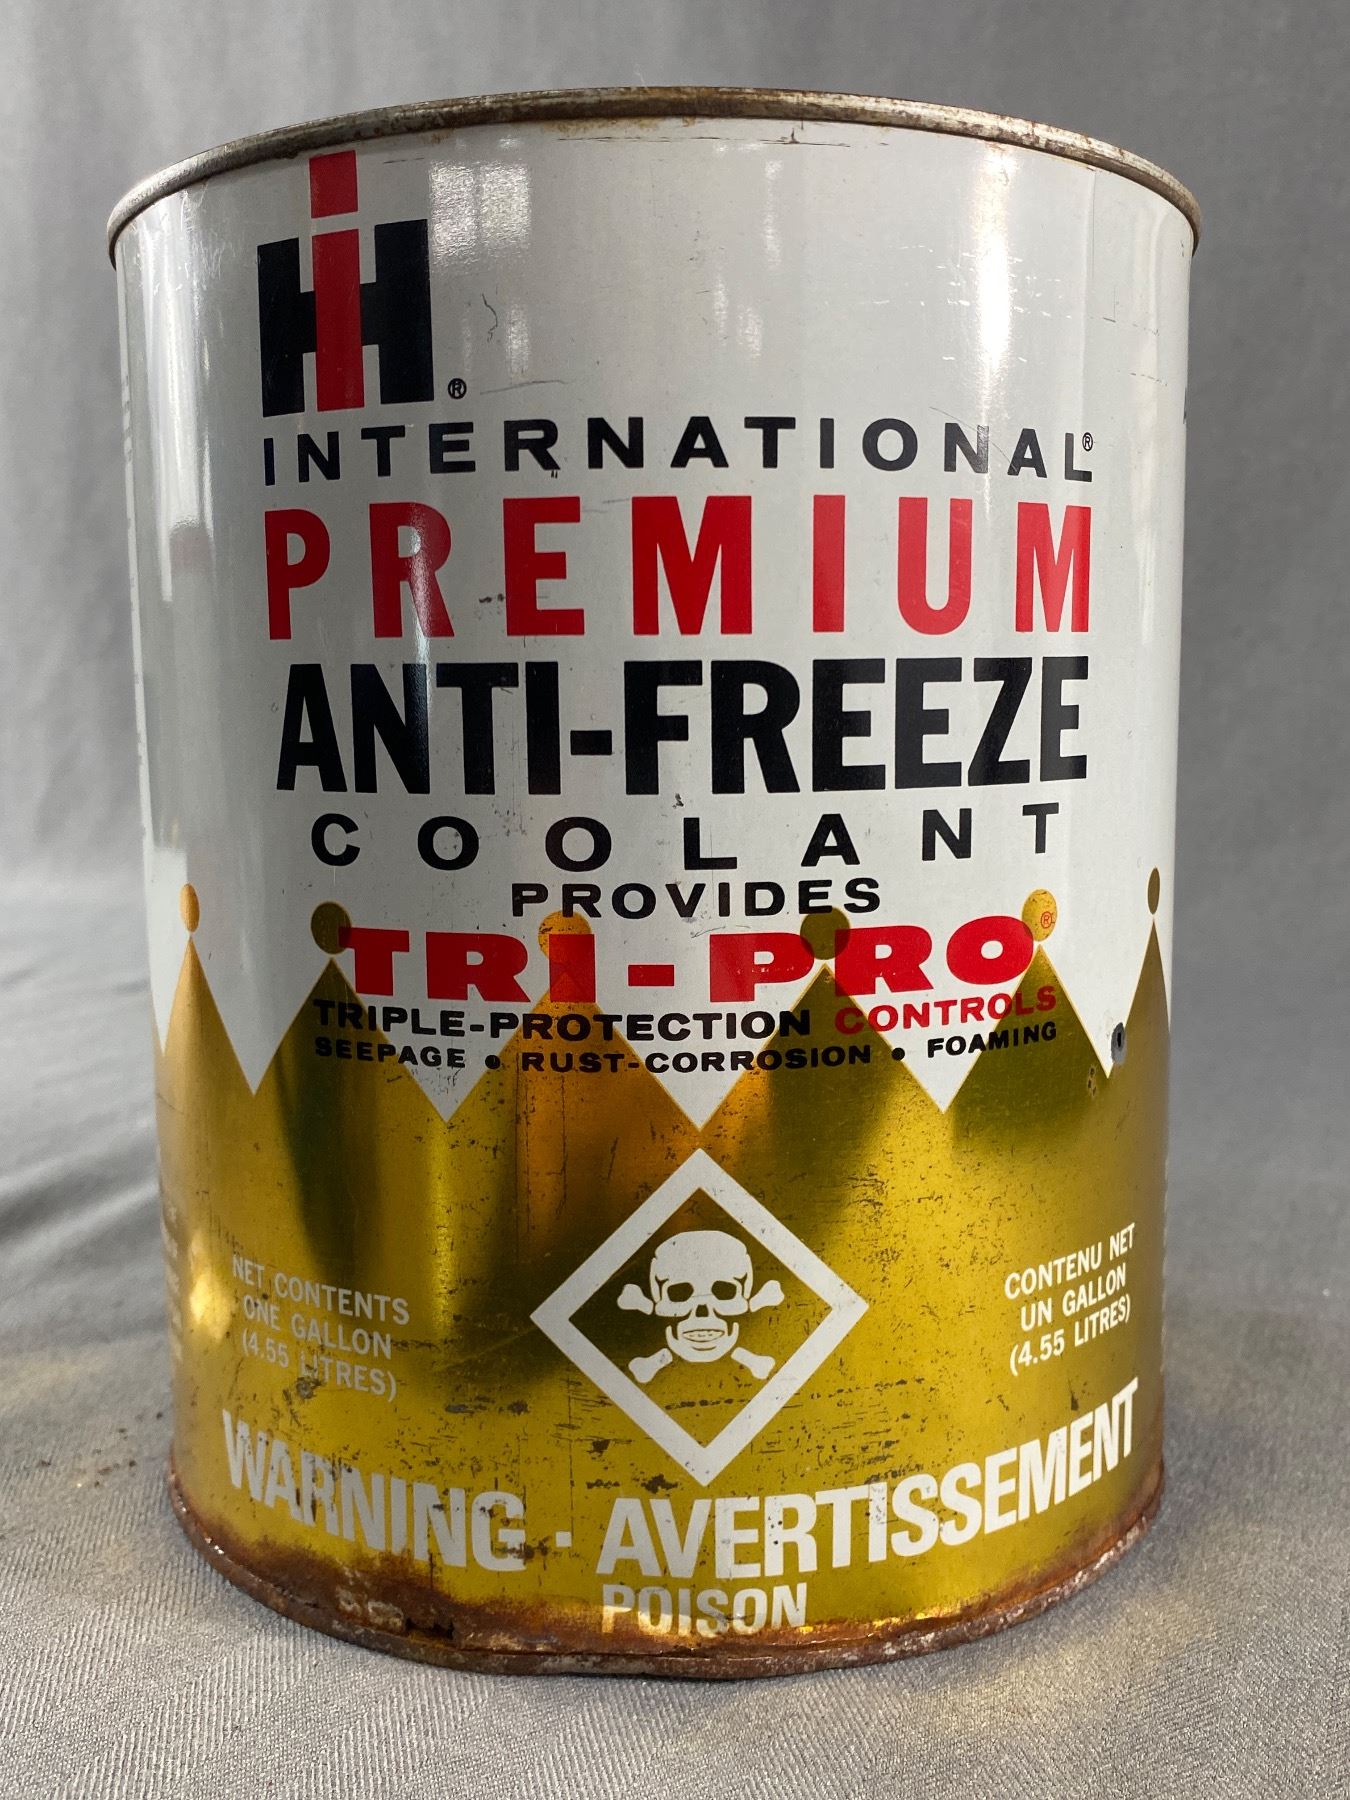 IH®
INTERNATIONAL®
PREMIUM
ANTI-FREEZE
COOLANT
PROVIDES
TRI-PRO®
TRIPLE-PROTECTION CONTROLS
SEEPAGE • RUST-CORROSION • FOAMING
NET CONTENTS
ONE GALLON
(4.55 LITRES)
CONTENU NET
UN GALLON
(4.55 LITRES)
WARNING · AVERTISSEMENT
POISON